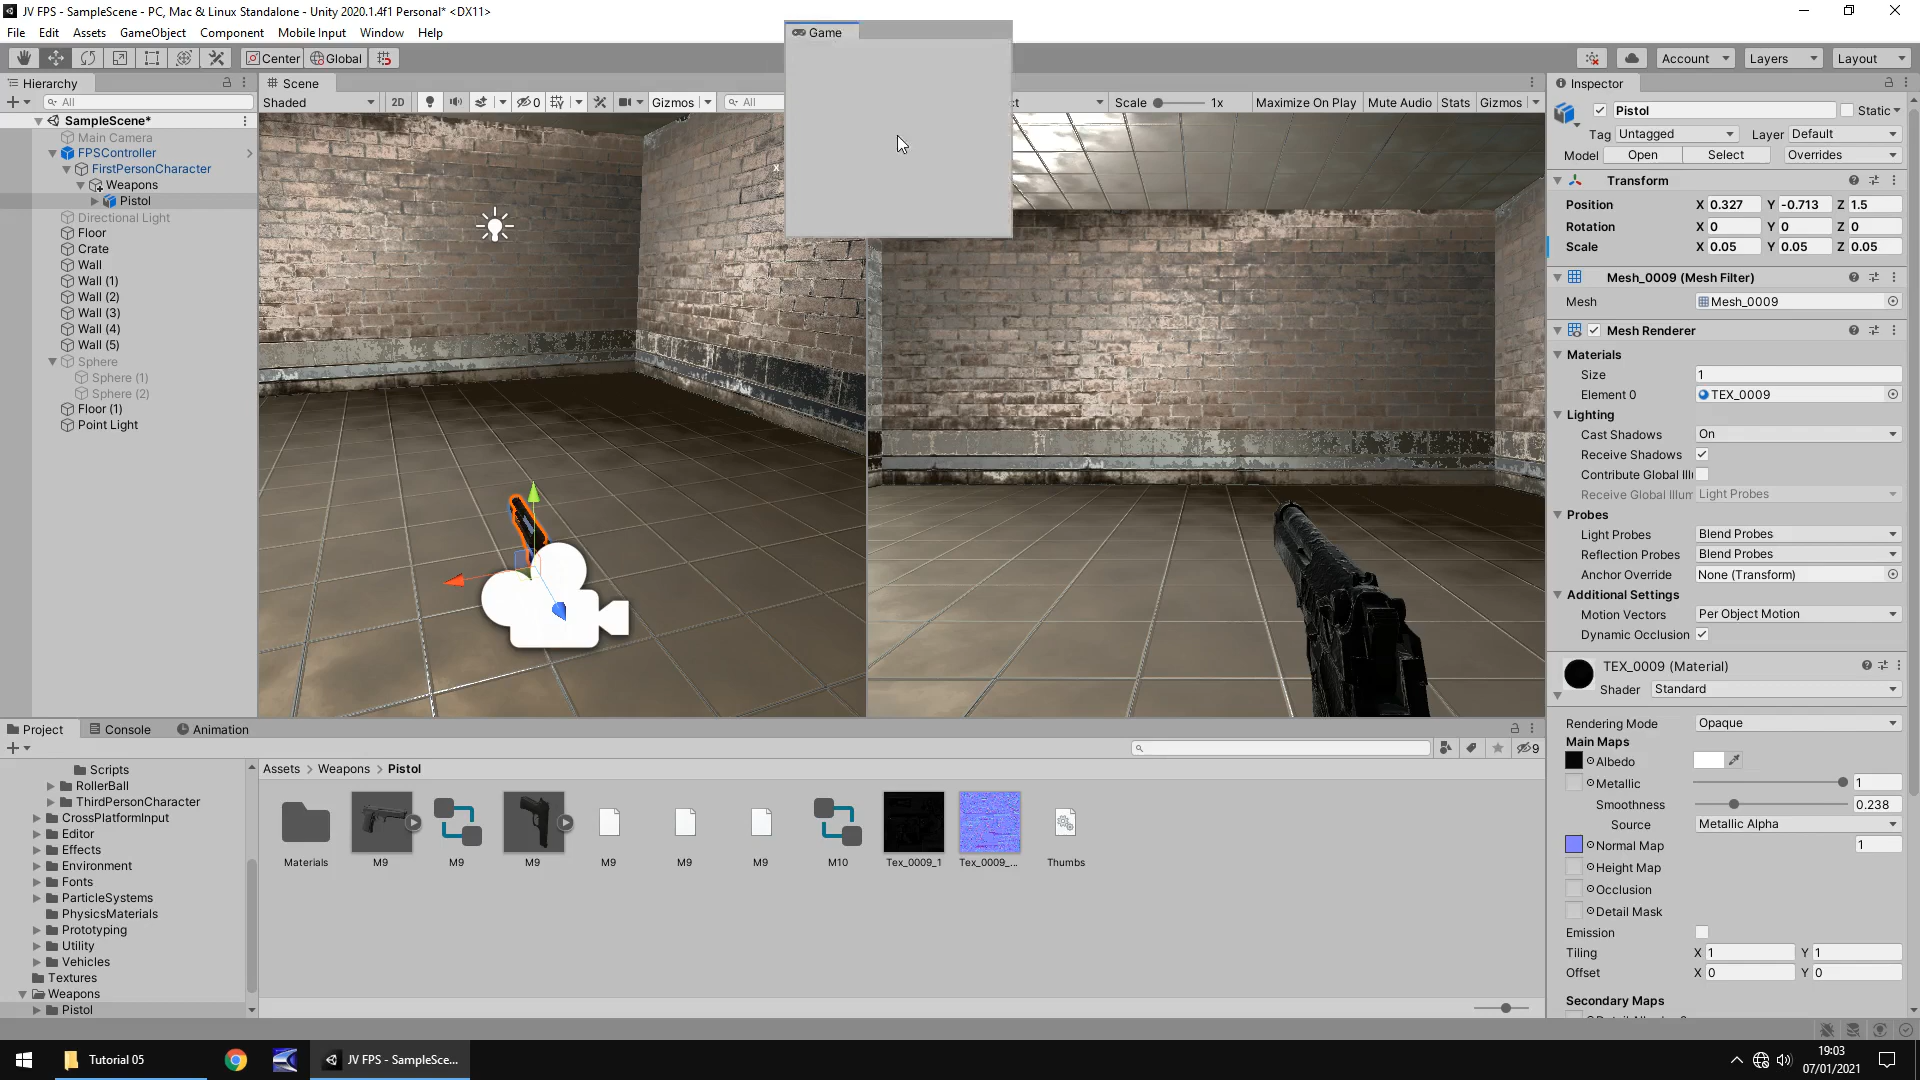 JV FPS - SampleScene - PC, Mac & Linux Standalone - Unity 2020.1.4f1 Personal* <DX11>
File Edit Assets GameObject Component Mobile Input Window Help
Center Global Account Layers Layout
Hierarchy
All
SampleScene*
Main Camera
FPSController
FirstPersonCharacter
Weapons
Pistol
Directional Light
Floor
Crate
Wall
Wall (1)
Wall (2)
Wall (3)
Wall (4)
Wall (5)
Sphere
Sphere (1)
Sphere (2)
Floor (1)
Point Light
Scene
Shaded 2D 0 Gizmos All
x
Game
Scale 1x Maximize On Play Mute Audio Stats Gizmos
Inspector
Pistol Static
Tag Untagged Layer Default
Model Open Select Overrides
Transform
Position X 0.327 Y -0.713 Z 1.5
Rotation X 0 Y 0 Z 0
Scale X 0.05 Y 0.05 Z 0.05
Mesh_0009 (Mesh Filter)
Mesh Mesh_0009
Mesh Renderer
Materials
Size 1
Element 0 TEX_0009
Lighting
Cast Shadows On
Receive Shadows
Contribute Global Illu
Receive Global Illum Light Probes
Probes
Light Probes Blend Probes
Reflection Probes Blend Probes
Anchor Override None (Transform)
Additional Settings
Motion Vectors Per Object Motion
Dynamic Occlusion
TEX_0009 (Material)
Shader Standard
Rendering Mode Opaque
Main Maps
Albedo
Metallic 1
Smoothness 0.238
Source Metallic Alpha
Normal Map 1
Height Map
Occlusion
Detail Mask
Emission
Tiling X 1 Y 1
Offset X 0 Y 0
Secondary Maps
Project Console Animation
9
Scripts
RollerBall
ThirdPersonCharacter
CrossPlatformInput
Editor
Effects
Environment
Fonts
ParticleSystems
PhysicsMaterials
Prototyping
Utility
Vehicles
Textures
Weapons
Pistol
Assets > Weapons > Pistol
Materials M9 M9 M9 M9 M9 M9 M10 Tex_0009_1 Tex_0009_... Thumbs
Tutorial 05
JV FPS - SampleSce...
19:03
07/01/2021